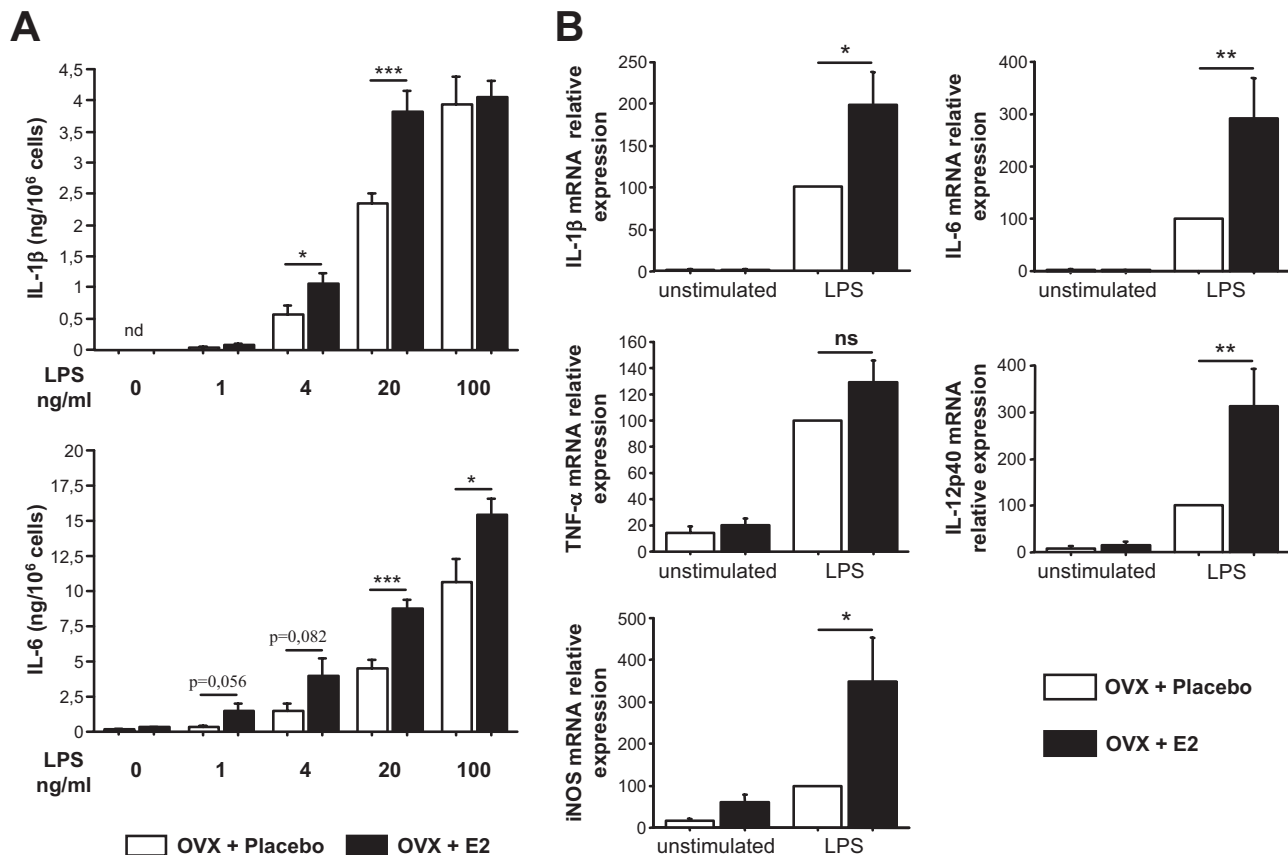 A
IL-1β (ng/10⁶ cells)
4,5
4
3,5
3
2,5
2
1,5
1
0,5
0
nd
*
***
LPS
ng/ml
0 1 4 20 100
IL-6 (ng/10⁶ cells)
20
17,5
15
12,5
10
7,5
5
2,5
0
p=0,056
p=0,082
***
*
LPS
ng/ml
0 1 4 20 100
OVX + Placebo OVX + E2
B
IL-1β mRNA relative
expression
250
200
150
100
50
0
*
unstimulated LPS
IL-6 mRNA relative
expression
400
300
200
100
0
**
unstimulated LPS
TNF-α mRNA relative
expression
160
140
120
100
80
60
40
20
0
ns
unstimulated LPS
IL-12p40 mRNA
relative expression
400
300
200
100
0
**
unstimulated LPS
iNOS mRNA relative
expression
500
400
300
200
100
0
*
unstimulated LPS
OVX + Placebo
OVX + E2